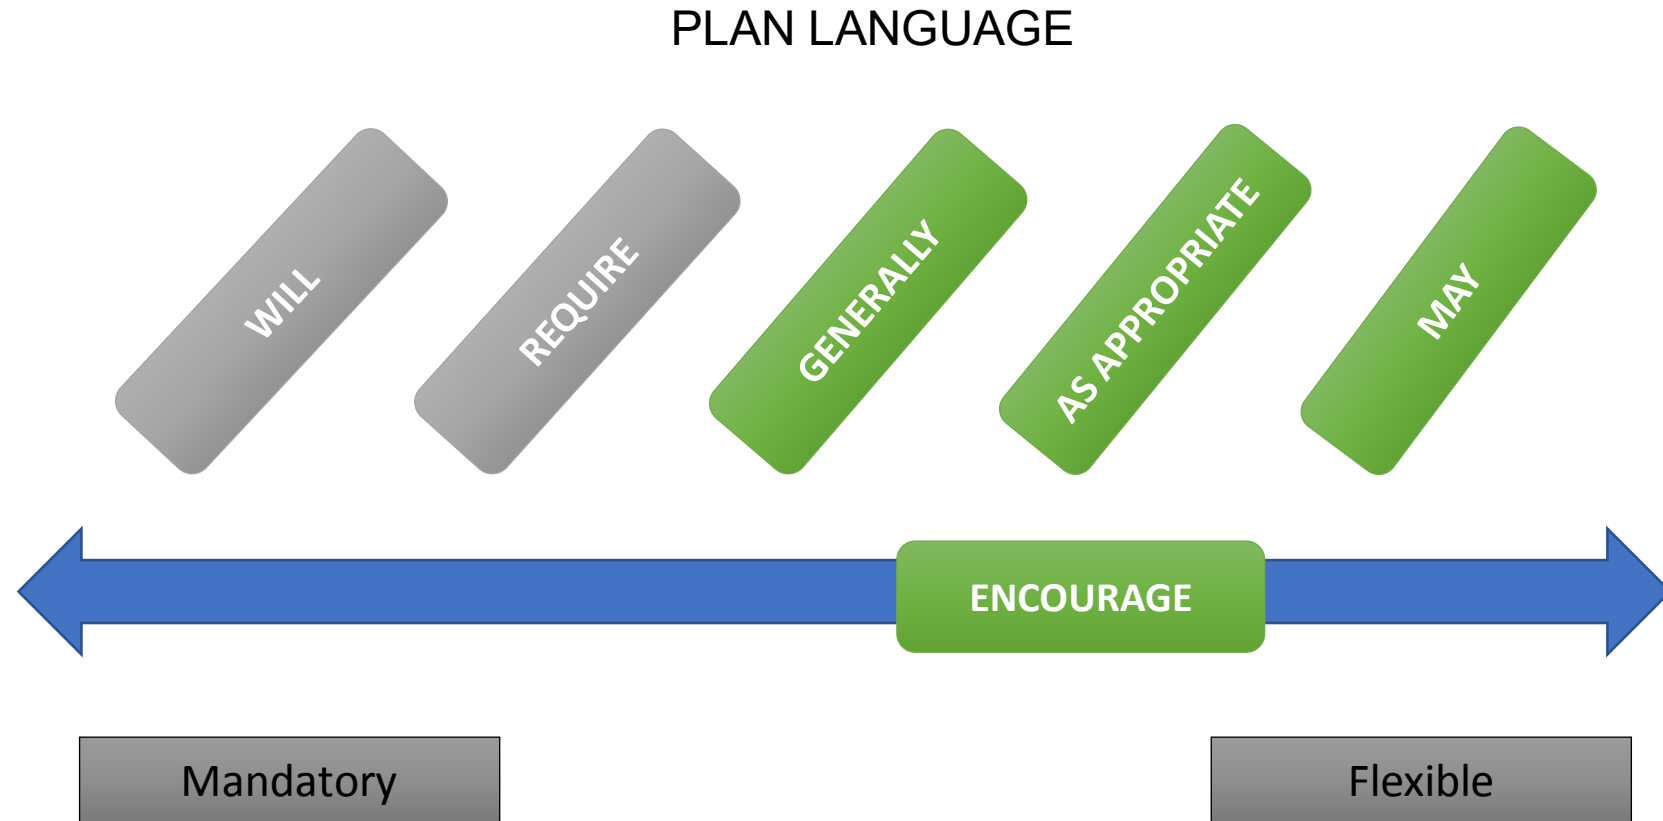 PLAN LANGUAGE
WILL
REQUIRE
GENERALLY
AS APPROPRIATE
MAY
ENCOURAGE
Mandatory
Flexible